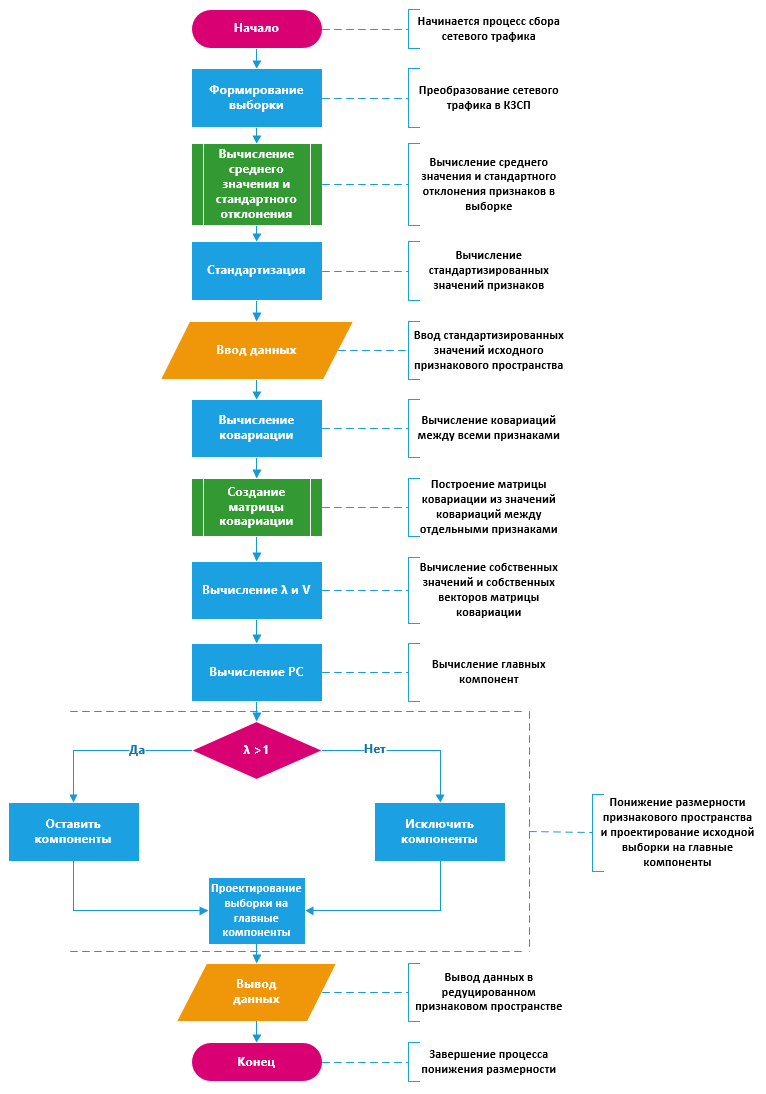 Начало
Начинается процесс сбора
сетевого трафика
Формирование
выборки
Преобразование сетевого
трафика в КЗСП
Вычисление
среднего
значения и
стандартного
отклонения
Вычисление среднего
значения и стандартного
отклонения признаков в
выборке
Стандартизация
Вычисление
стандартизированных
значений признаков
Ввод данных
Ввод стандартизированных
значений исходного
признакового пространства
Вычисление
ковариации
Вычисление ковариаций
между всеми признаками
Создание
матрицы
ковариации
Построение матрицы
ковариации из значений
ковариаций между
отдельными признаками
Вычисление λ и V
Вычисление собственных
значений и собственных
векторов матрицы
ковариации
Вычисление PC
Вычисление главных
компонент
λ >1
Да
Нет
Оставить
компоненты
Исключить
компоненты
Понижение размерности
признакового пространства
и проектирование исходной
выборки на главные
компоненты
Проектирование
выборки на
главные
компоненты
Вывод
данных
Вывод данных в
редуцированном
признаковом пространстве
Конец
Завершение процесса
понижения размерности